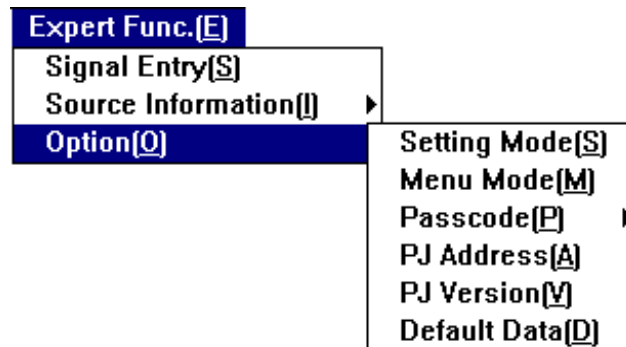 Expert Func.(E)
Signal Entry(S)
Source Information(I)
Option(O)
Setting Mode(S)
Menu Mode(M)
Passcode(P)
PJ Address(A)
PJ Version(V)
Default Data(D)